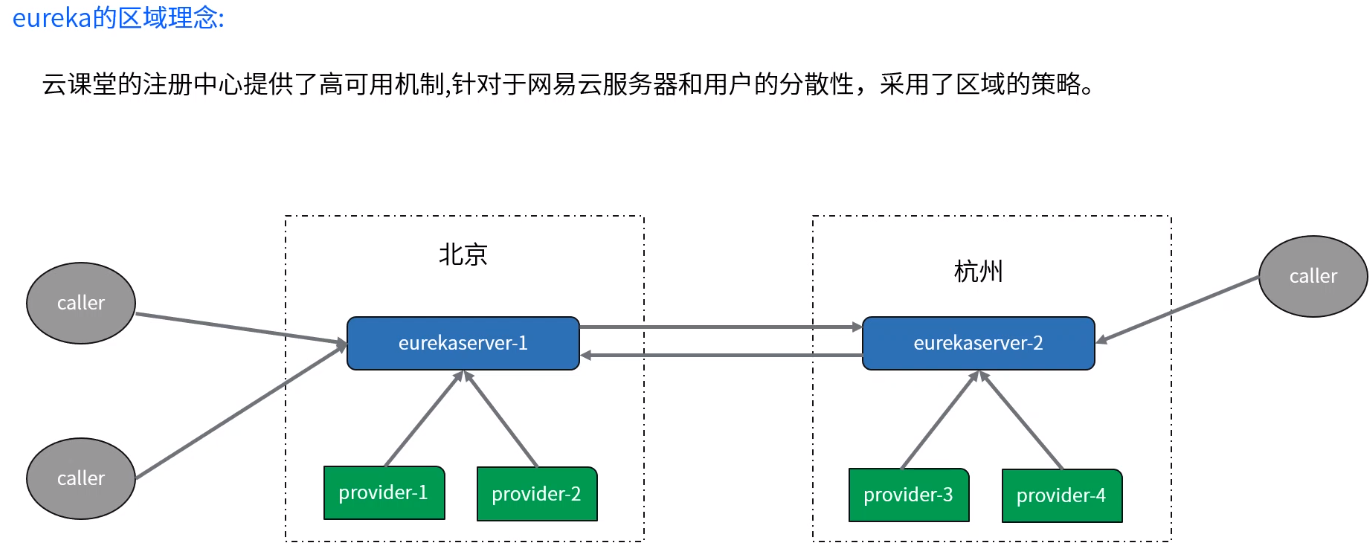 eureka的区域理念:
云课堂的注册中心提供了高可用机制,针对于网易云服务器和用户的分散性，采用了区域的策略。
北京
杭州
caller
caller
eurekaserver-1
eurekaserver-2
caller
provider-1
provider-2
provider-3
provider-4